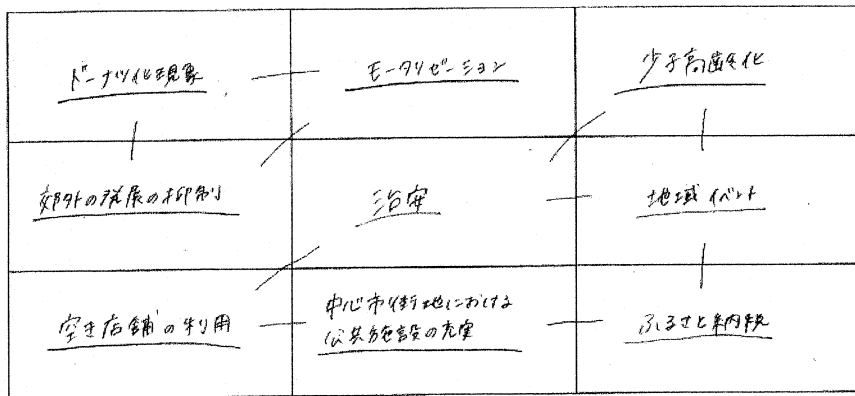 ドーナツ化現象
モータリゼーション
少子高齢化
郊外の発展の抑制
治安
地域イベント
空き店舗の利用
中心市街地における
公共施設の充実
ふるさと納税